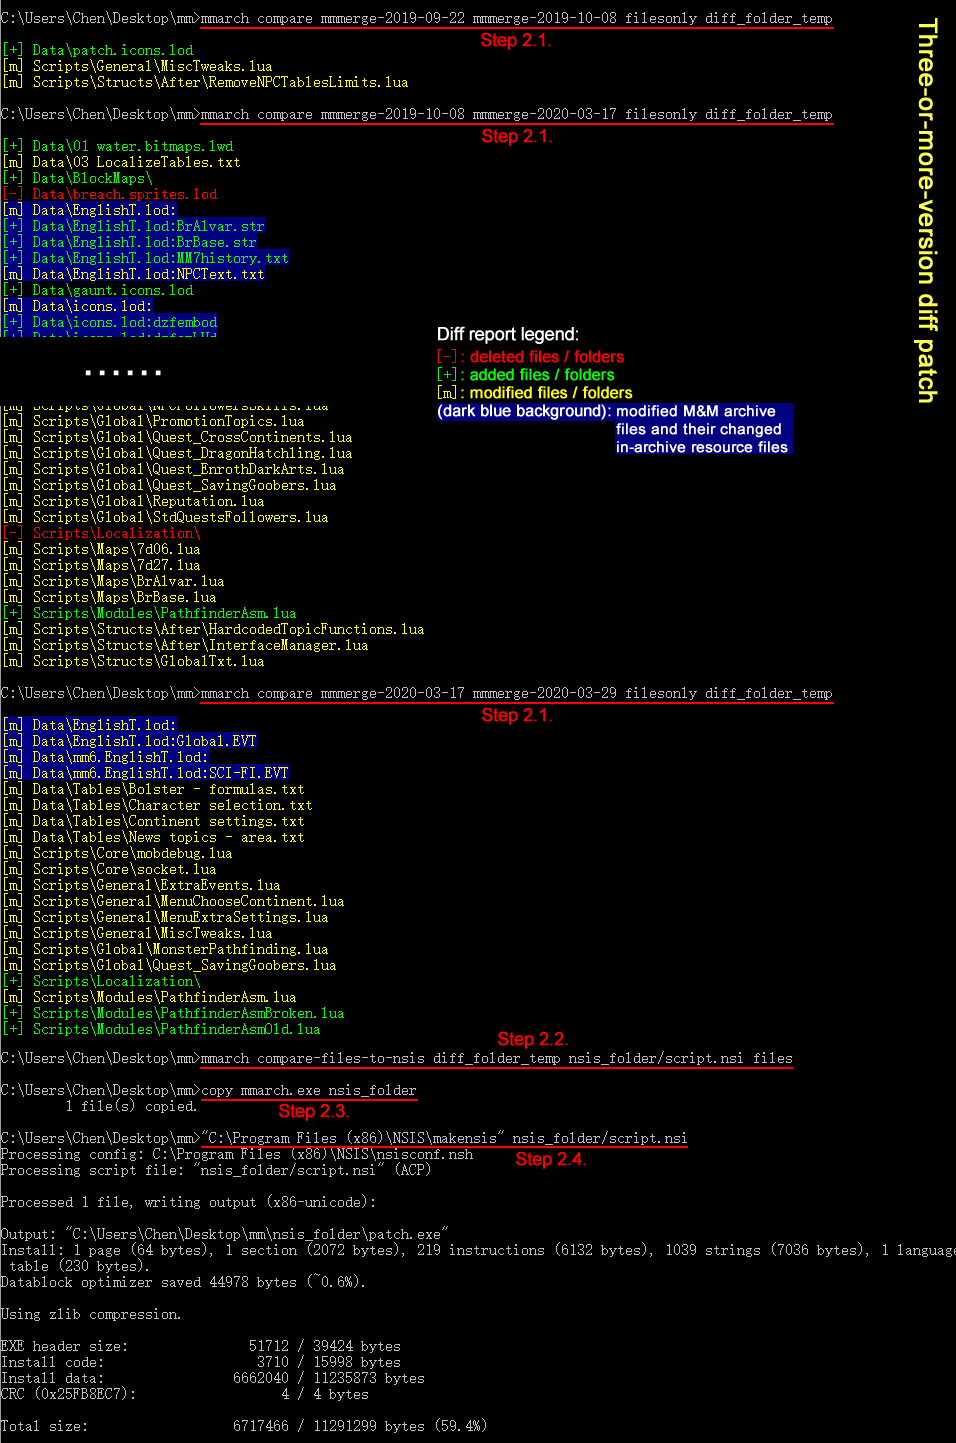 C:\Users\Chen\Desktop\mm>mmarch compare mmmerge-2019-09-22 mmmerge-2019-10-08 filesonly diff_folder_temp
Step 2.1.
[+] Data\patch.icons.lod
[m] Scripts\General\MiscTweaks.lua
[m] Scripts\Structs\After\RemoveNPCTablesLimits.lua
C:\Users\Chen\Desktop\mm>mmarch compare mmmerge-2019-10-08 mmmerge-2020-03-17 filesonly diff_folder_temp
Step 2.1.
[+] Data\01 water.bitmaps.lwd
[m] Data\03 LocalizeTables.txt
[+] Data\BlockMaps\
[-] Data\breach.sprites.lod
[m] Data\EnglishT.lod:
[+] Data\EnglishT.lod:BrAlvar.str
[+] Data\EnglishT.lod:BrBase.str
[+] Data\EnglishT.lod:MM7history.txt
[m] Data\EnglishT.lod:NPCText.txt
[+] Data\gaunt.icons.lod
[m] Data\icons.lod:
[+] Data\icons.lod:dzfembod
......
Diff report legend:
[-]: deleted files / folders
[+]: added files / folders
[m]: modified files / folders
(dark blue background): modified M&M archive
files and their changed
in-archive resource files
Three-or-more-version diff patch
[m] Scripts\Global\NPCFollowersSkills.lua
[m] Scripts\Global\PromotionTopics.lua
[m] Scripts\Global\Quest_CrossContinents.lua
[m] Scripts\Global\Quest_DragonHatchling.lua
[m] Scripts\Global\Quest_EnrothDarkArts.lua
[m] Scripts\Global\Quest_SavingGoobers.lua
[m] Scripts\Global\Reputation.lua
[m] Scripts\Global\StdQuestsFollowers.lua
[-] Scripts\Localization\
[m] Scripts\Maps\7d06.lua
[m] Scripts\Maps\7d27.lua
[m] Scripts\Maps\BrAlvar.lua
[m] Scripts\Maps\BrBase.lua
[+] Scripts\Modules\PathfinderAsm.lua
[m] Scripts\Structs\After\HardcodedTopicFunctions.lua
[m] Scripts\Structs\After\InterfaceManager.lua
[m] Scripts\Structs\GlobalTxt.lua
C:\Users\Chen\Desktop\mm>mmarch compare mmmerge-2020-03-17 mmmerge-2020-03-29 filesonly diff_folder_temp
Step 2.1.
[m] Data\EnglishT.lod:
[m] Data\EnglishT.lod:Global.EVT
[m] Data\mm6.EnglishT.lod:
[m] Data\mm6.EnglishT.lod:SCI-FI.EVT
[m] Data\Tables\Bolster - formulas.txt
[m] Data\Tables\Character selection.txt
[m] Data\Tables\Continent settings.txt
[m] Data\Tables\News topics - area.txt
[m] Scripts\Core\mobdebug.lua
[m] Scripts\Core\socket.lua
[m] Scripts\General\ExtraEvents.lua
[m] Scripts\General\MenuChooseContinent.lua
[m] Scripts\General\MenuExtraSettings.lua
[m] Scripts\General\MiscTweaks.lua
[m] Scripts\Global\MonsterPathfinding.lua
[m] Scripts\Global\Quest_SavingGoobers.lua
[+] Scripts\Localization\
[m] Scripts\Modules\PathfinderAsm.lua
[+] Scripts\Modules\PathfinderAsmBroken.lua
[+] Scripts\Modules\PathfinderAsmOld.lua
Step 2.2.
C:\Users\Chen\Desktop\mm>mmarch compare-files-to-nsis diff_folder_temp nsis_folder/script.nsi files
C:\Users\Chen\Desktop\mm>copy mmarch.exe nsis_folder
1 file(s) copied.
Step 2.3.
C:\Users\Chen\Desktop\mm>"C:\Program Files (x86)\NSIS\makensis" nsis_folder/script.nsi
Processing config: C:\Program Files (x86)\NSIS\nsisconf.nsh
Step 2.4.
Processing script file: "nsis_folder/script.nsi" (ACP)
Processed 1 file, writing output (x86-unicode):
Output: "C:\Users\Chen\Desktop\mm\nsis_folder\patch.exe"
Install: 1 page (64 bytes), 1 section (2072 bytes), 219 instructions (6132 bytes), 1039 strings (7036 bytes), 1 language
table (230 bytes).
Datablock optimizer saved 44978 bytes (~0.6%).
Using zlib compression.
EXE header size: 51712 / 39424 bytes
Install code: 3710 / 15998 bytes
Install data: 6662040 / 11235873 bytes
CRC (0x25FB8EC7): 4 / 4 bytes
Total size: 6717466 / 11291299 bytes (59.4%)